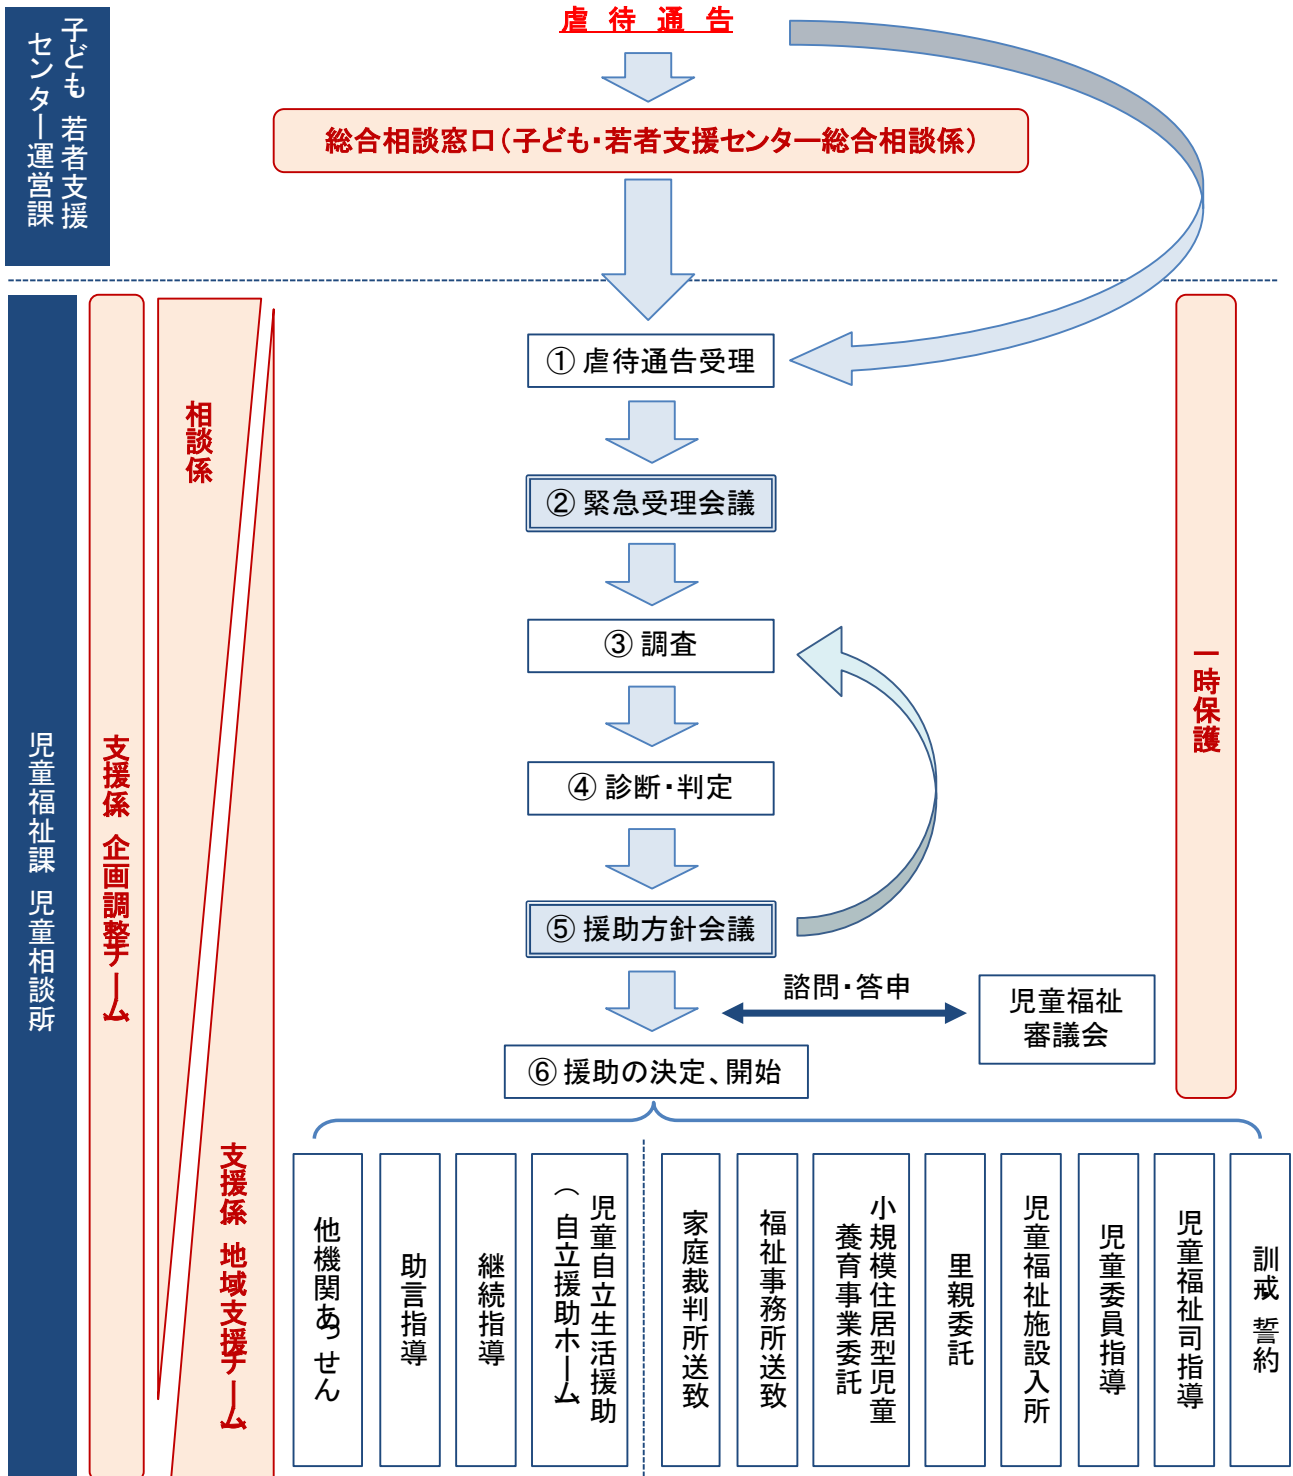 虐待通告
子ども・若者支援
センター運営課
総合相談窓口（子ども・若者支援センター総合相談係）
児童福祉課 児童相談所
支援係 企画調整チーム
相談係
支援係 地域支援チーム
① 虐待通告受理
② 緊急受理会議
③ 調査
④ 診断・判定
⑤ 援助方針会議
諮問・答申
児童福祉
審議会
⑥ 援助の決定、開始
一時保護
他機関あっせん
助言指導
継続指導
児童自立生活援助
（自立援助ホーム）
家庭裁判所送致
福祉事務所送致
小規模住居型児童
養育事業委託
里親委託
児童福祉施設入所
児童委員指導
児童福祉司指導
訓戒、誓約